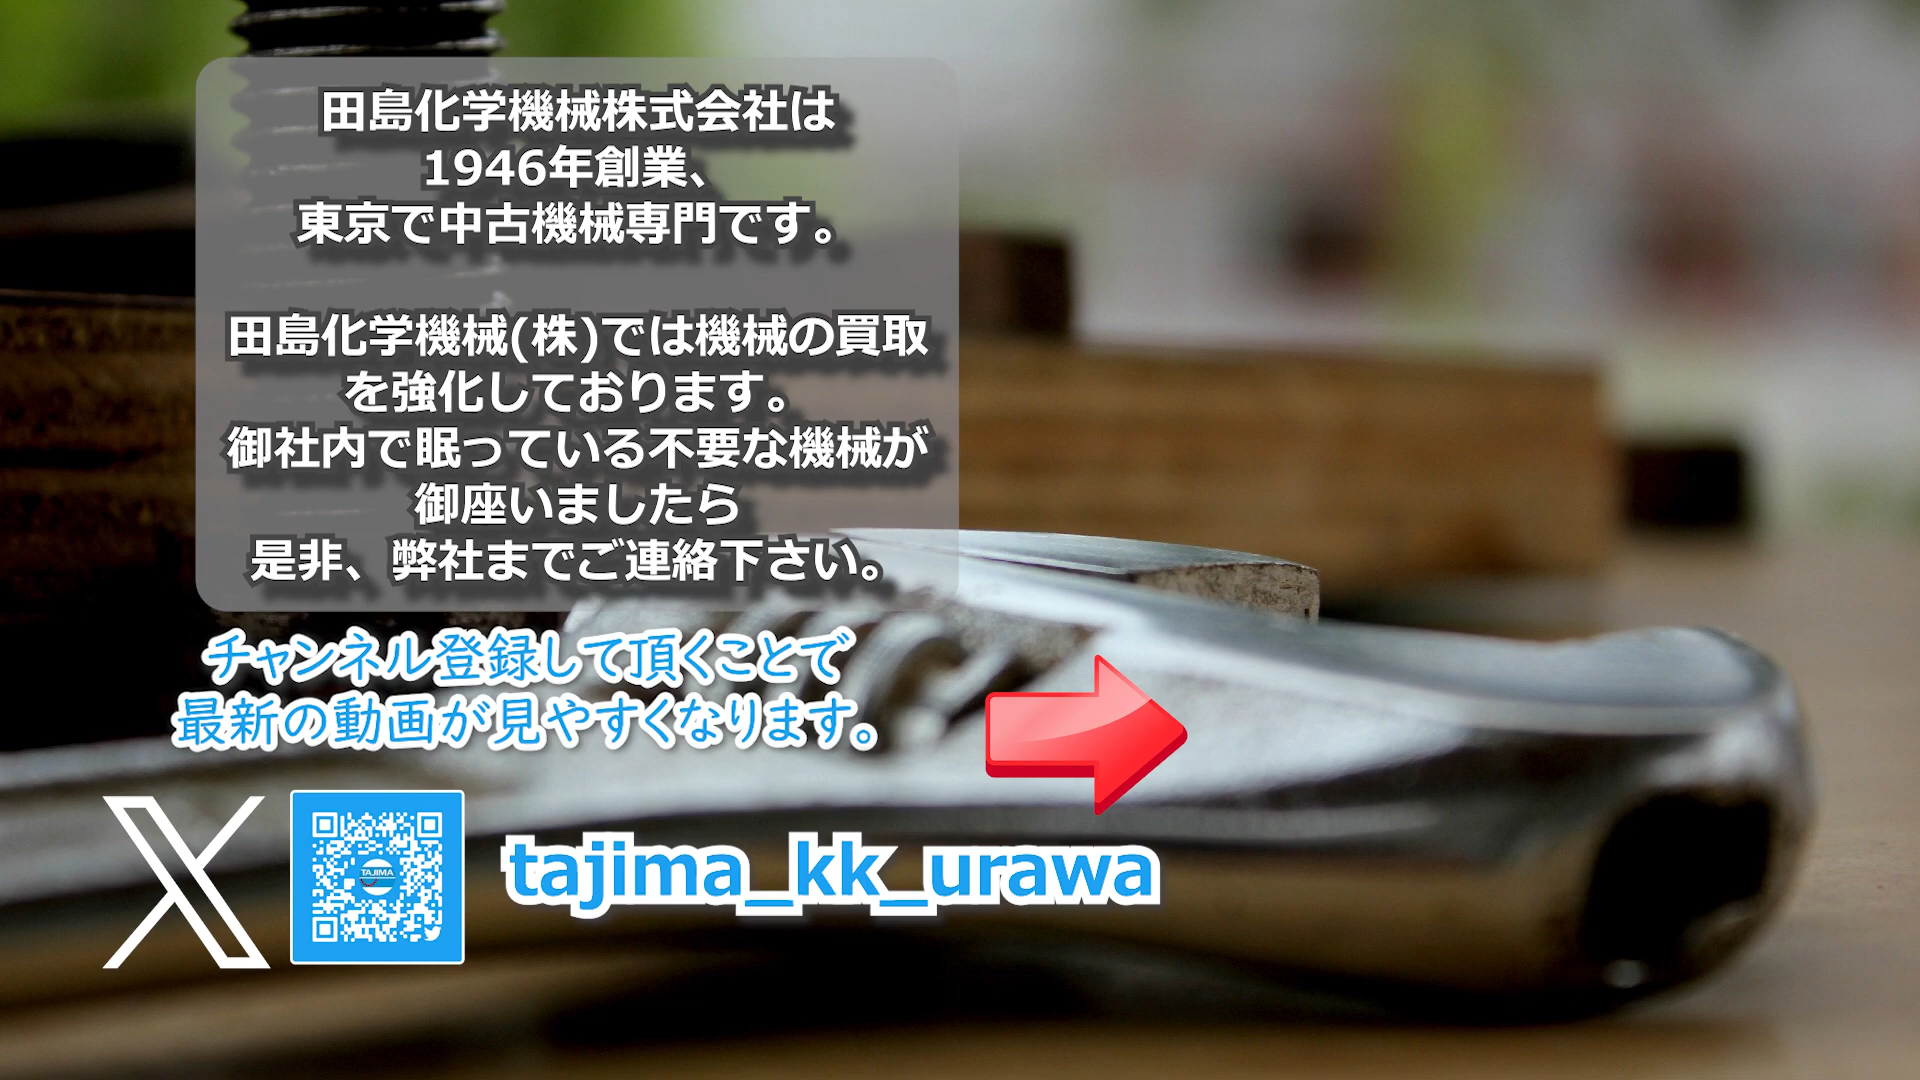 田島化学機械株式会社は
1946年創業、
東京で中古機械専門です。
田島化学機械(株)では機械の買取
を強化しております。
御社内で眠っている不要な機械が
御座いましたら
是非、弊社までご連絡下さい。
チャンネル登録して頂くことで
最新の動画が見やすくなります。
X
TAJIMA
tajima_kk_urawa